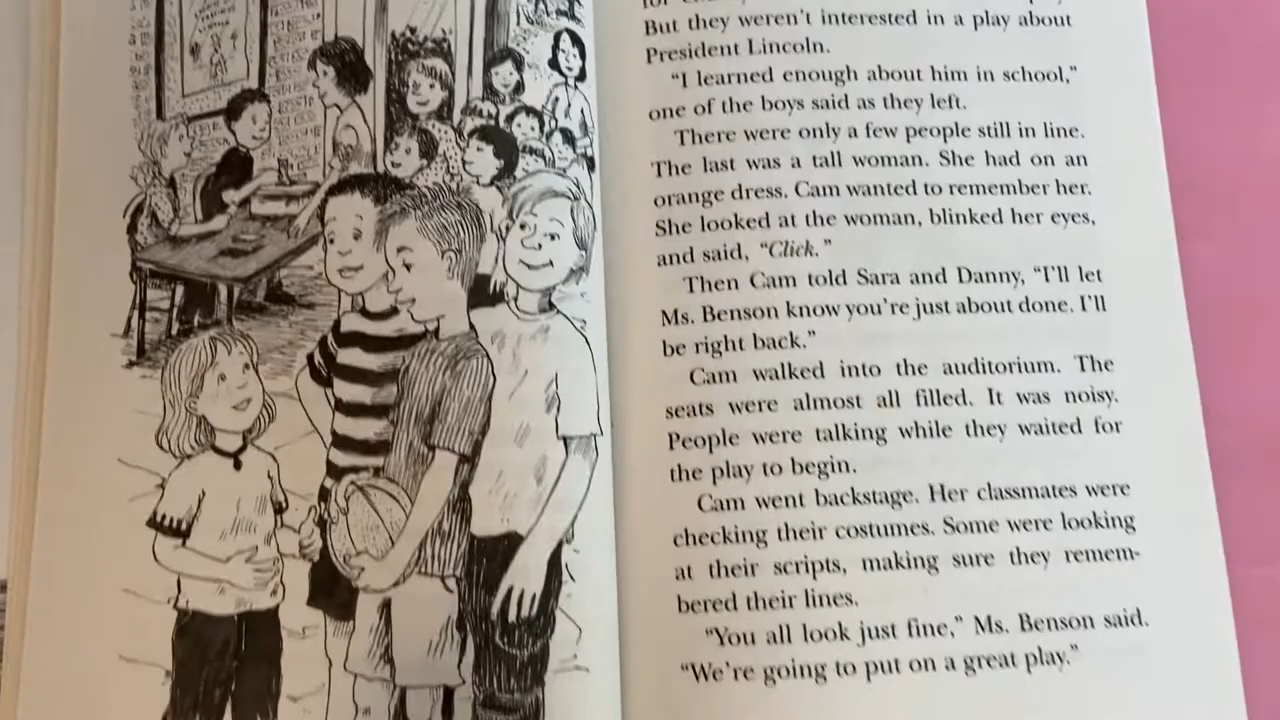 But they weren't interested in a play about
President Lincoln.
"I learned enough about him in school,"
one of the boys said as they left.
There were only a few people still in line.
The last was a tall woman. She had on an
orange dress. Cam wanted to remember her.
She looked at the woman, blinked her eyes,
and said, "Click."
Then Cam told Sara and Danny, "I'll let
Ms. Benson know you're just about done. I'll
be right back."
Cam walked into the auditorium. The
seats were almost all filled. It was noisy.
People were talking while they waited for
the play to begin.
Cam went backstage. Her classmates were
checking their costumes. Some were looking
at their scripts, making sure they remem-
bered their lines.
"You all look just fine," Ms. Benson said.
"We're going to put on a great play."